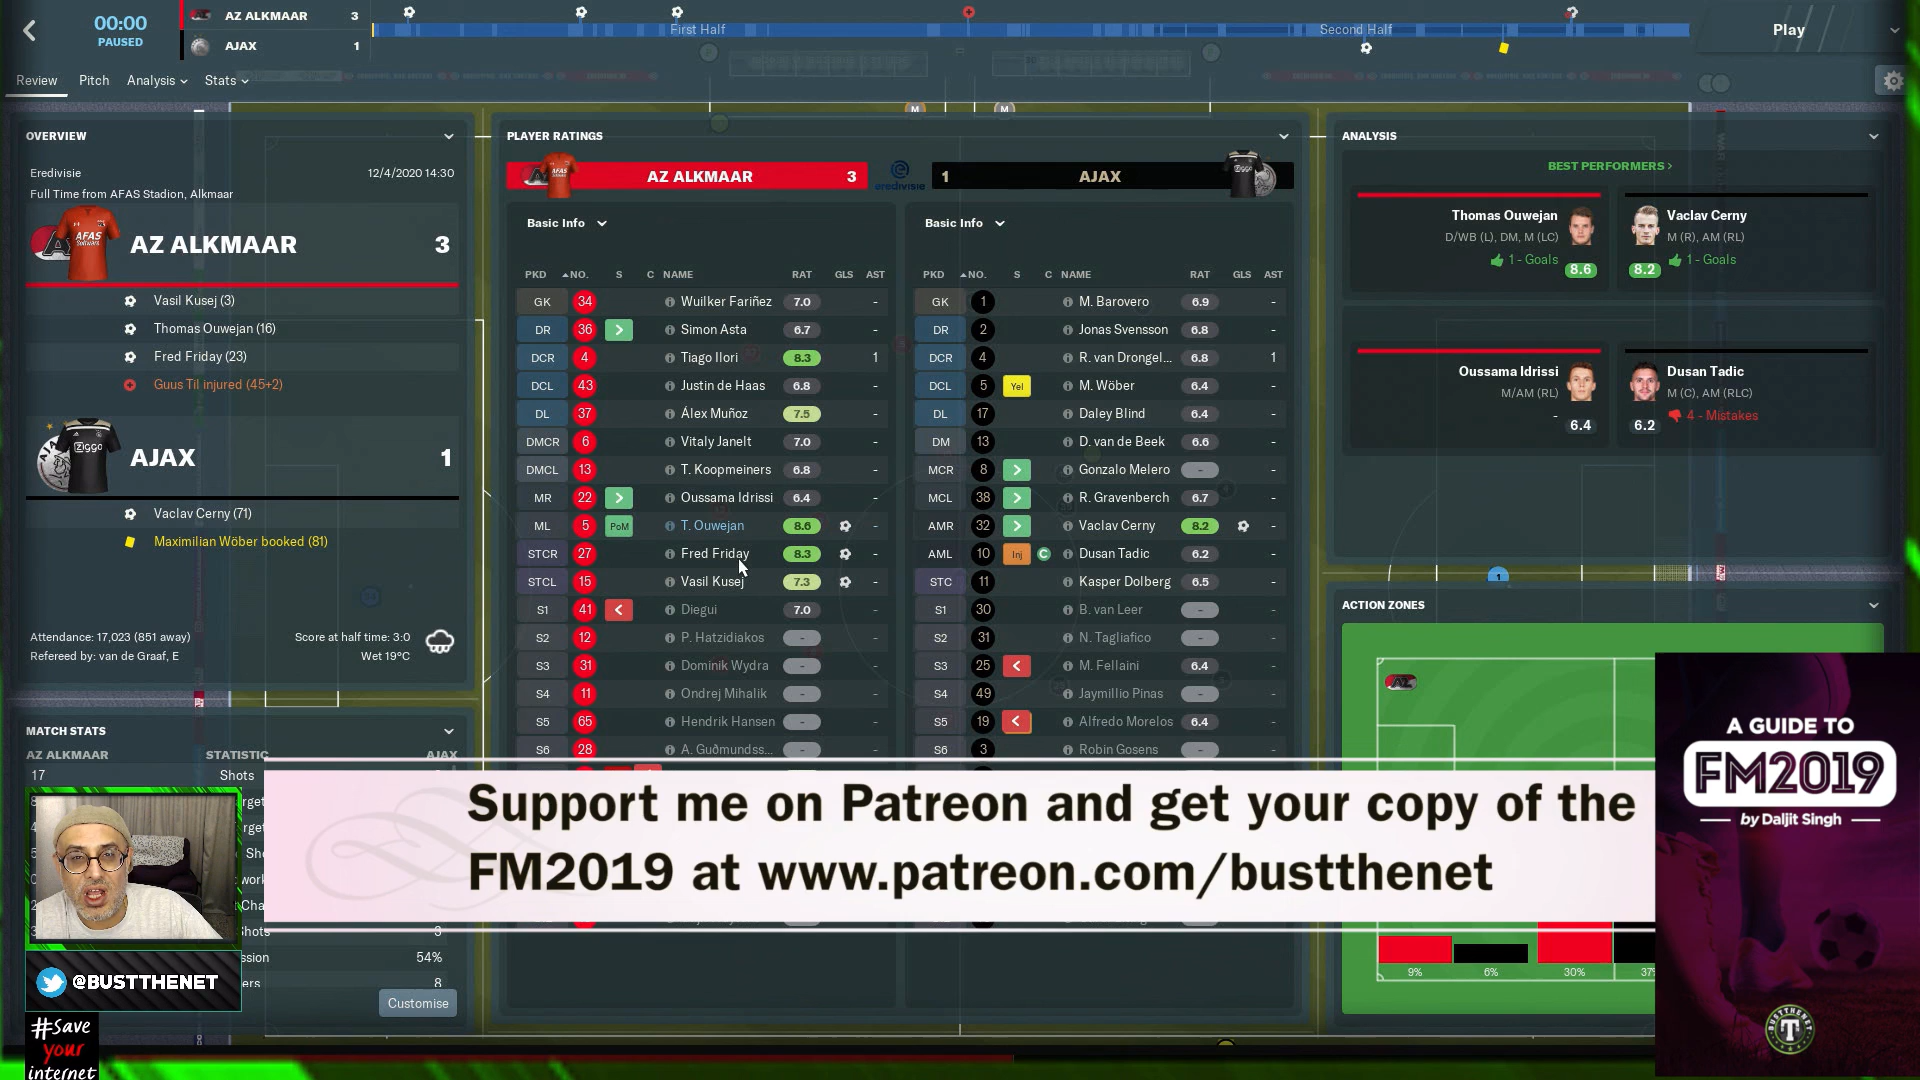 00:00
PAUSED
AZ ALKMAAR 3
AJAX 1
First Half
Second Half
Play
Review Pitch Analysis Stats
OVERVIEW
Eredivisie 12/4/2020 14:30
Full Time from AFAS Stadion, Alkmaar
AFAS
AZ ALKMAAR 3
Vasil Kusej (3)
Thomas Ouwejan (16)
Fred Friday (23)
Guus Til injured (45+2)
Ziggo
AJAX 1
Vaclav Cerny (71)
Maximilian Wöber booked (81)
Attendance: 17,023 (851 away) Score at half time: 3:0
Refereed by: van de Graaf, E Wet 19°C
MATCH STATS
AZ ALKMAAR STATISTIC AJAX
17 Shots
54%
8
Customise
PLAYER RATINGS
AZ ALKMAAR 3
eredivisie
1 AJAX
Basic Info
PKD NO. S C NAME RAT GLS AST
GK 34 Wuilker Fariñez 7.0 -
DR 36 Simon Asta 6.7 -
DCR 4 Tiago Ilori 8.3 1
DCL 43 Justin de Haas 6.8 -
DL 37 Álex Muñoz 7.5 -
DMCR 6 Vitaly Janelt 7.0 -
DMCL 13 T. Koopmeiners 6.8 -
MR 22 Oussama Idrissi 6.4 -
ML 5 PoM T. Ouwejan 8.6 -
STCR 27 Fred Friday 8.3 -
STCL 15 Vasil Kusej 7.3 -
S1 41 Diegui 7.0 -
S2 12 P. Hatzidiakos - -
S3 31 Dominik Wydra - -
S4 11 Ondrej Mihalik - -
S5 65 Hendrik Hansen - -
S6 28 A. Guðmundss... - -
Basic Info
PKD NO. S C NAME RAT GLS AST
GK 1 M. Barovero 6.9 -
DR 2 Jonas Svensson 6.8 -
DCR 4 R. van Drongel... 6.8 1
DCL 5 Yel M. Wöber 6.4 -
DL 17 Daley Blind 6.4 -
DM 13 D. van de Beek 6.6 -
MCR 8 Gonzalo Melero - -
MCL 38 R. Gravenberch 6.7 -
AMR 32 Vaclav Cerny 8.2 -
AML 10 Inj C Dusan Tadic 6.2 -
STC 11 Kasper Dolberg 6.5 -
S1 30 B. van Leer - -
S2 31 N. Tagliafico - -
S3 25 M. Fellaini 6.4 -
S4 49 Jaymillio Pinas - -
S5 19 Alfredo Morelos 6.4 -
S6 3 Robin Gosens - -
ANALYSIS
BEST PERFORMERS >
Thomas Ouwejan
D/WB (L), DM, M (LC)
1 - Goals
8.6
Vaclav Cerny
M (R), AM (RL)
1 - Goals
8.2
Oussama Idrissi
M/AM (RL)
-
6.4
Dusan Tadic
M (C), AM (RLC)
4 - Mistakes
6.2
ACTION ZONES
9% 6% 30%
Support me on Patreon and get your copy of the
FM2019 at www.patreon.com/bustthenet
A GUIDE TO
FM2019
by Daljit Singh
BUSTTHENET
@BUSTTHENET
#Save
your
internet